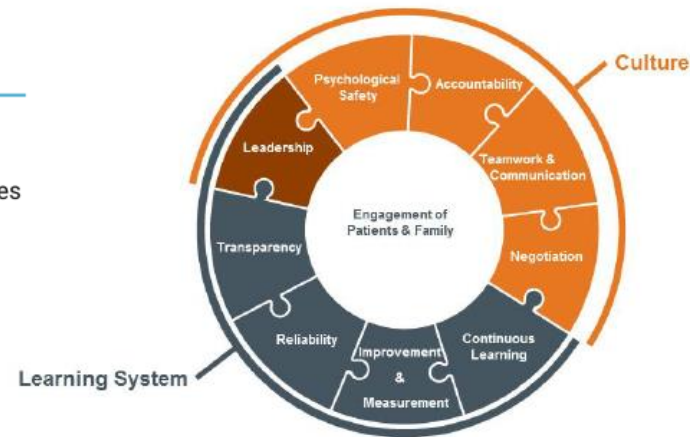 Culture
Psychological
Safety
Accountability
Leadership
Teamwork &
Communication
es
Engagement of
Patients & Family
Transparency
Negotiation
Reliability
Improvement
&
Measurement
Continuous
Learning
Learning System